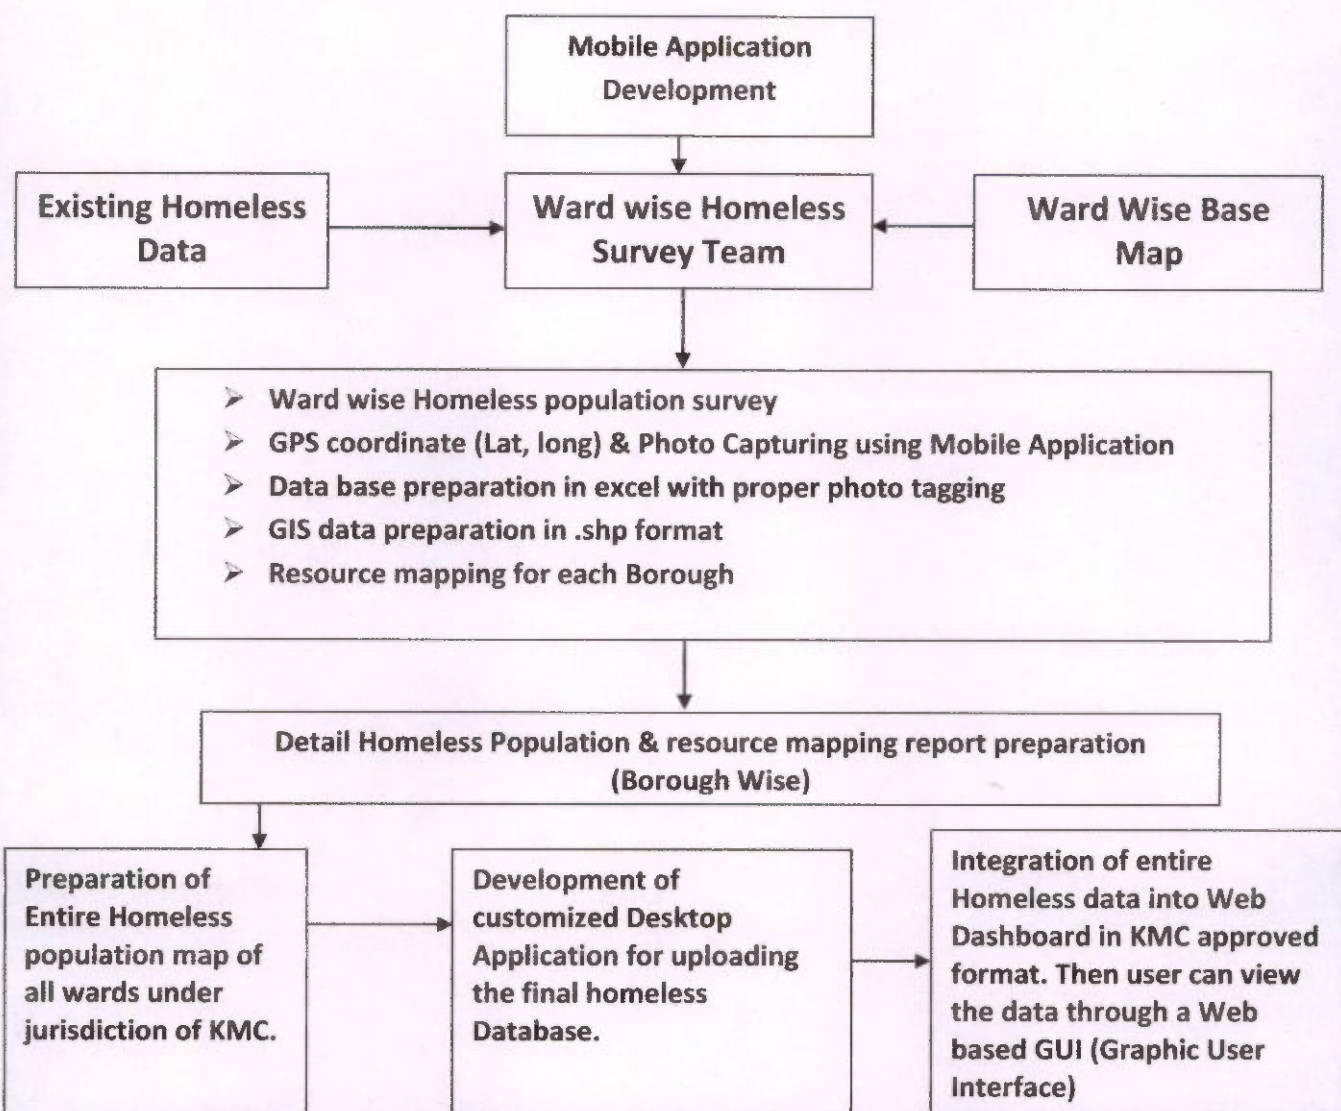 Mobile Application
Development
Existing Homeless
Data
Ward wise Homeless
Survey Team
Ward Wise Base
Map
➢ Ward wise Homeless population survey
➢ GPS coordinate (Lat, long) & Photo Capturing using Mobile Application
➢ Data base preparation in excel with proper photo tagging
➢ GIS data preparation in .shp format
➢ Resource mapping for each Borough
Detail Homeless Population & resource mapping report preparation
(Borough Wise)
Preparation of
Entire Homeless
population map of
all wards under
jurisdiction of KMC.
Development of
customized Desktop
Application for uploading
the final homeless
Database.
Integration of entire
Homeless data into Web
Dashboard in KMC approved
format. Then user can view
the data through a Web
based GUI (Graphic User
Interface)